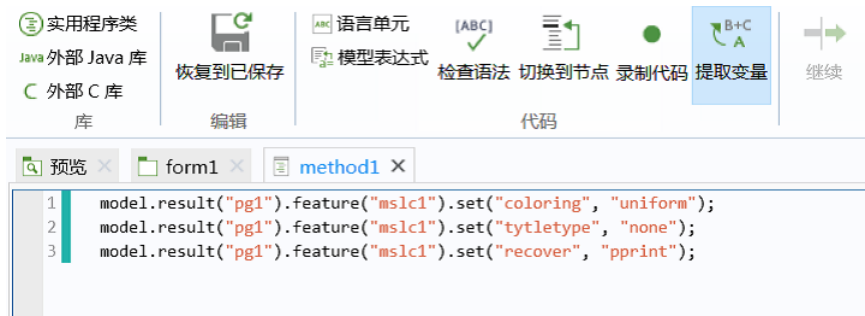 实用程序类
Java 外部 Java 库
C 外部 C 库
库
恢复到已保存
编辑
ABC 语言单元
模型表达式
[ABC]
检查语法
切换到节点
录制代码
B+C
A
提取变量
代码
继续
预览 × form1 × method1 ×
1 model.result("pg1").feature("mslc1").set("coloring", "uniform");
2 model.result("pg1").feature("mslc1").set("tytletype", "none");
3 model.result("pg1").feature("mslc1").set("recover", "pprint");